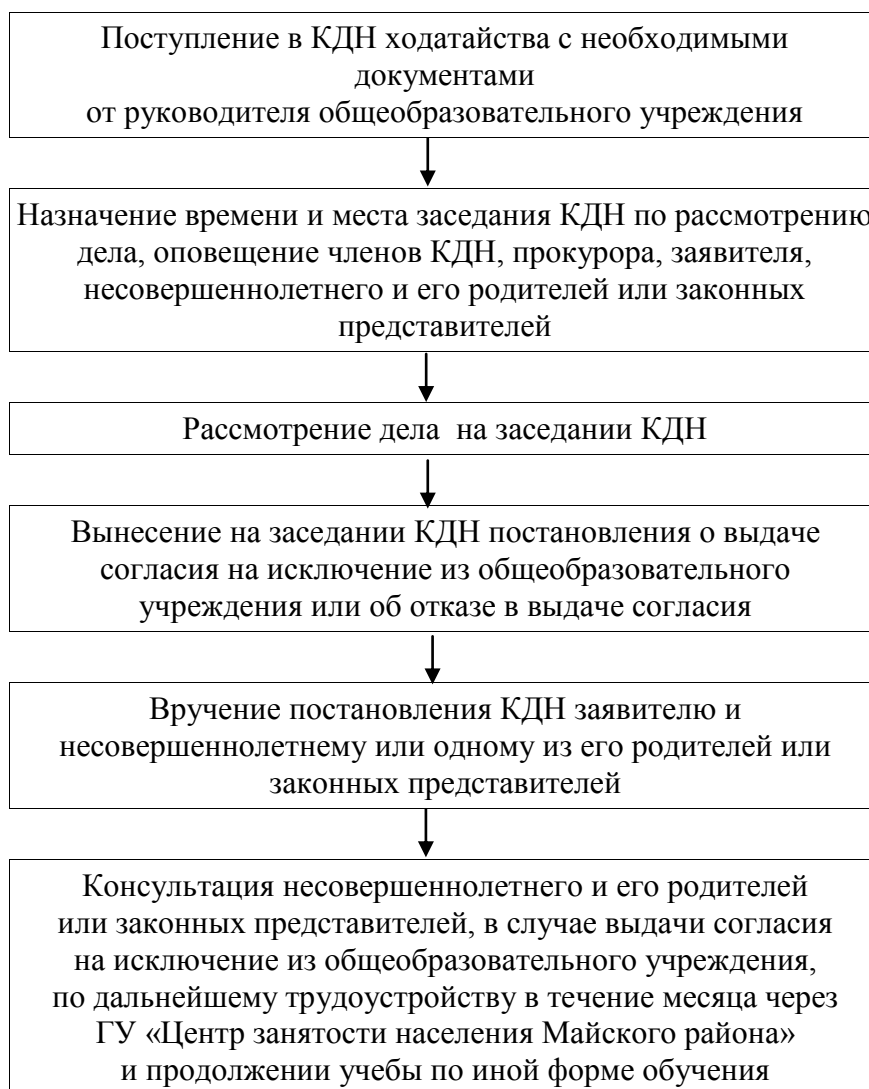 Поступление в КДН ходатайства с необходимыми
документами
от руководителя общеобразовательного учреждения
Назначение времени и места заседания КДН по рассмотрению
дела, оповещение членов КДН, прокурора, заявителя,
несовершеннолетнего и его родителей или законных
представителей
Рассмотрение дела на заседании КДН
Вынесение на заседании КДН постановления о выдаче
согласия на исключение из общеобразовательного
учреждения или об отказе в выдаче согласия
Вручение постановления КДН заявителю и
несовершеннолетнему или одному из его родителей или
законных представителей
Консультация несовершеннолетнего и его родителей
или законных представителей, в случае выдачи согласия
на исключение из общеобразовательного учреждения,
по дальнейшему трудоустройству в течение месяца через
ГУ «Центр занятости населения Майского района»
и продолжении учебы по иной форме обучения